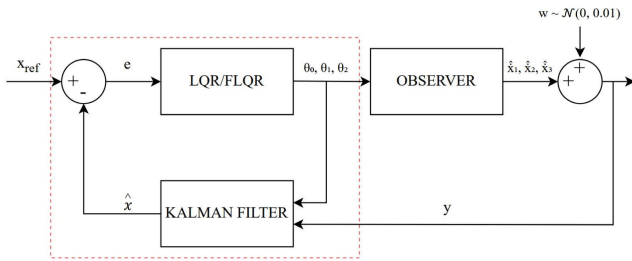 w ~ 𝒩(0, 0.01)
x_ref
e
LQR/FLQR
θ₀, θ₁, θ₂
OBSERVER
x̂̇₁, x̂̇₂, x̂̇₃
+
-
+
+
x̂
KALMAN FILTER
y